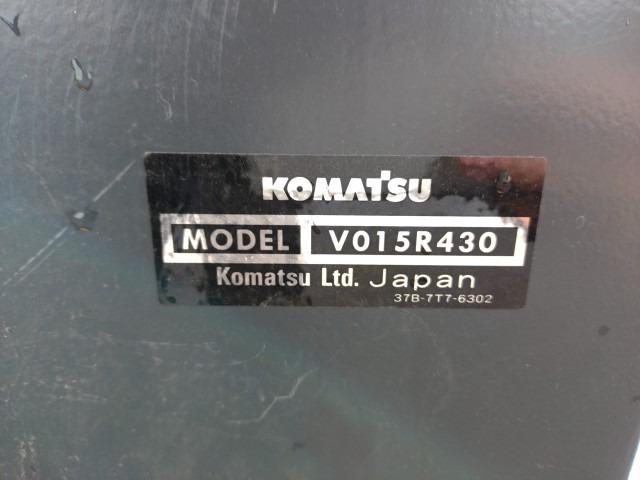 KOMATSU
MODEL V015R430
Komatsu Ltd. Japan
37B-7T7-6302